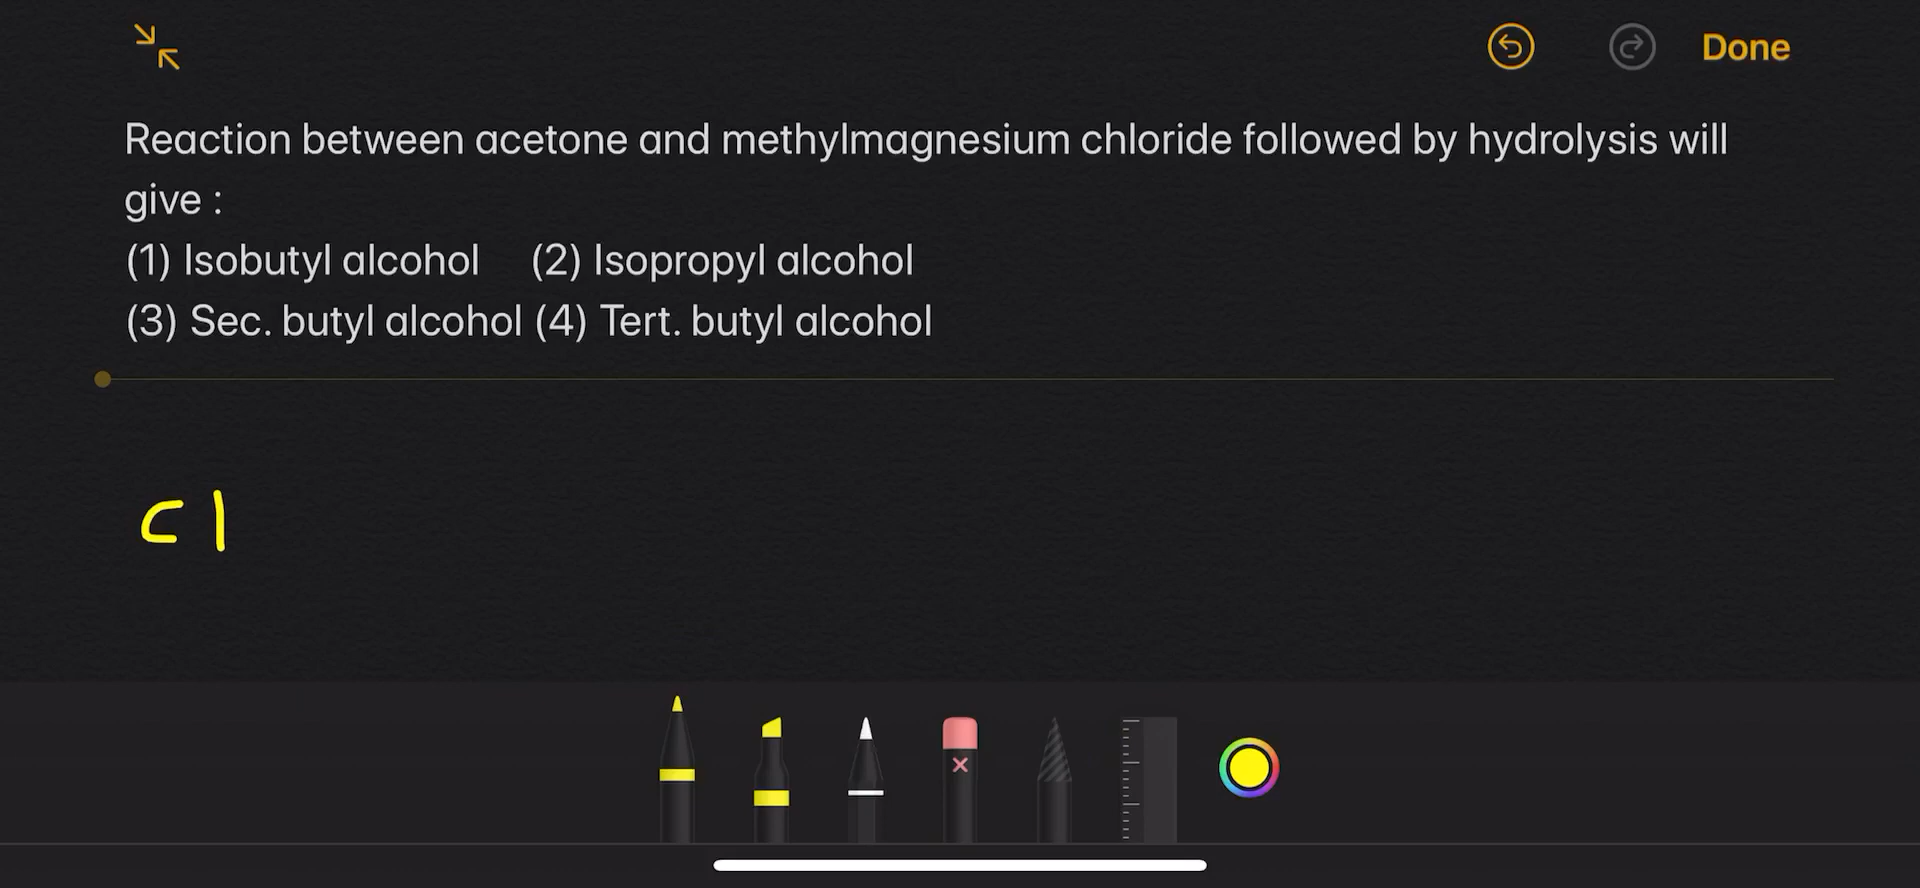 Done
Reaction between acetone and methylmagnesium chloride followed by hydrolysis will
give :
(1) Isobutyl alcohol (2) Isopropyl alcohol
(3) Sec. butyl alcohol (4) Tert. butyl alcohol
c I